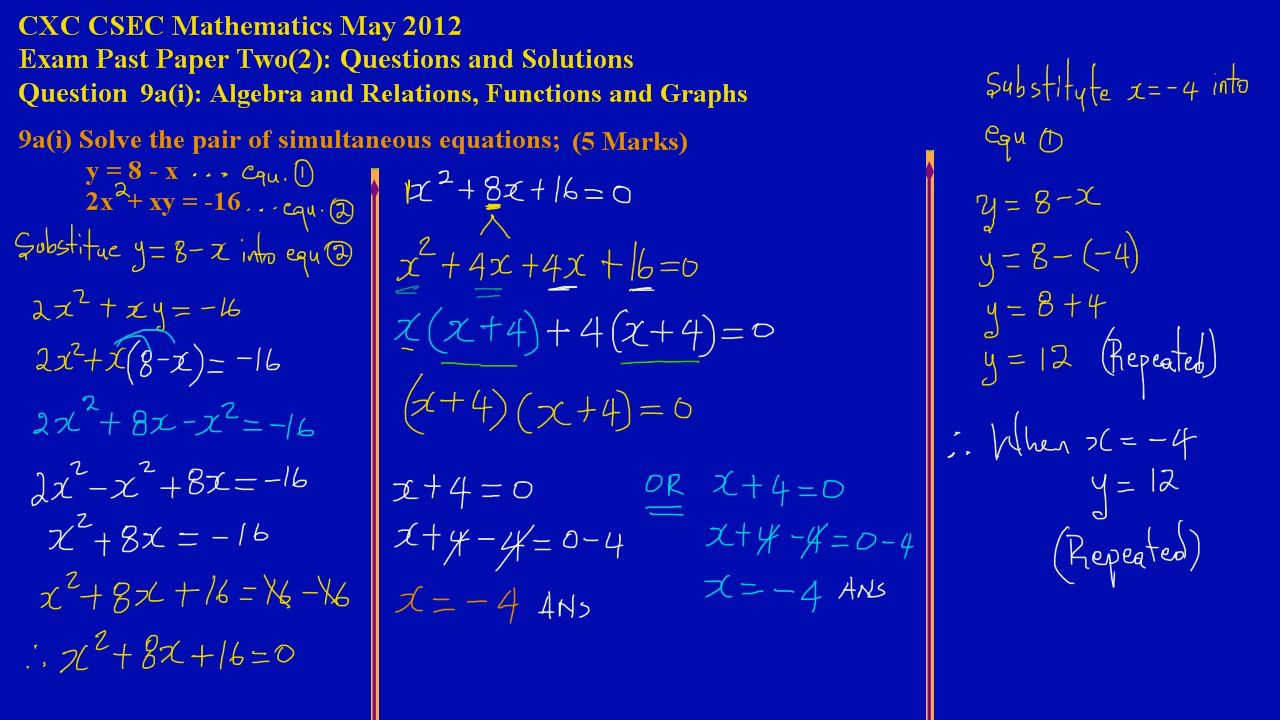 CXC CSEC Mathematics May 2012
Exam Past Paper Two(2): Questions and Solutions
Question 9a(i): Algebra and Relations, Functions and Graphs
9a(i) Solve the pair of simultaneous equations; (5 Marks)
y = 8 - x ... equ. ①
2x² + xy = -16 ... equ. ②
Substitue y = 8 - x into equ ②
2x² + xy = -16
2x² + x(8 - x) = -16
2x² + 8x - x² = -16
2x² - x² + 8x = -16
x² + 8x = -16
x² + 8x + 16 = 16 - 16
∴ x² + 8x + 16 = 0
1x² + 8x + 16 = 0
x² + 4x + 4x + 16 = 0
x(x + 4) + 4(x + 4) = 0
(x + 4)(x + 4) = 0
x + 4 = 0 OR x + 4 = 0
x + 4 - 4 = 0 - 4 x + 4 - 4 = 0 - 4
x = -4 ANS x = -4 ANS
Substityte x = -4 into
equ ①
y = 8 - x
y = 8 - (-4)
y = 8 + 4
y = 12 (Repeated)
∴ When x = -4
y = 12
(Repeated)